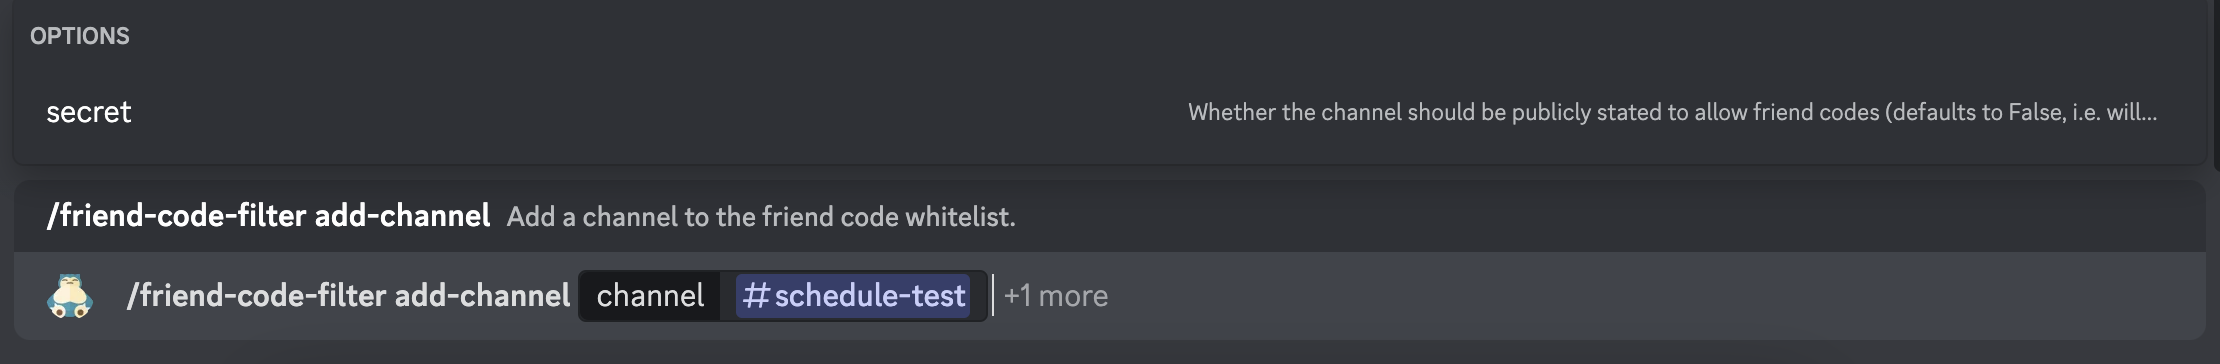 OPTIONS
secret Whether the channel should be publicly stated to allow friend codes (defaults to False, i.e. will...
/friend-code-filter add-channel Add a channel to the friend code whitelist.
/friend-code-filter add-channel channel #schedule-test +1 more